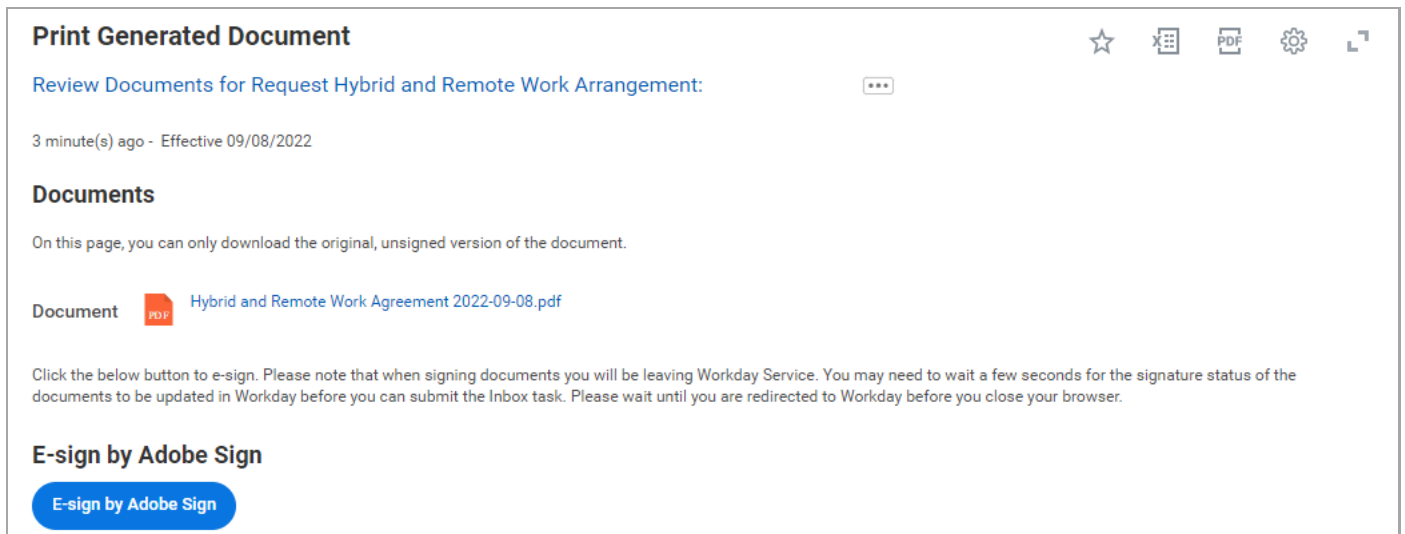 Print Generated Document
Review Documents for Request Hybrid and Remote Work Arrangement:
3 minute(s) ago - Effective 09/08/2022
Documents
On this page, you can only download the original, unsigned version of the document.
Document PDF Hybrid and Remote Work Agreement 2022-09-08.pdf
Click the below button to e-sign. Please note that when signing documents you will be leaving Workday Service. You may need to wait a few seconds for the signature status of the
documents to be updated in Workday before you can submit the Inbox task. Please wait until you are redirected to Workday before you close your browser.
E-sign by Adobe Sign
E-sign by Adobe Sign